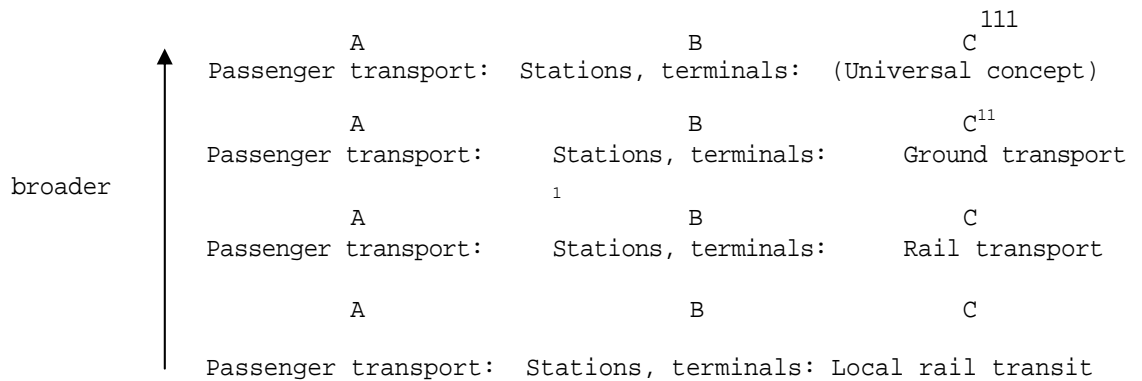 111
A B C
Passenger transport: Stations, terminals: (Universal concept)
A B C11
Passenger transport: Stations, terminals: Ground transport
broader
1
A B C
Passenger transport: Stations, terminals: Rail transport
A B C
Passenger transport: Stations, terminals: Local rail transit